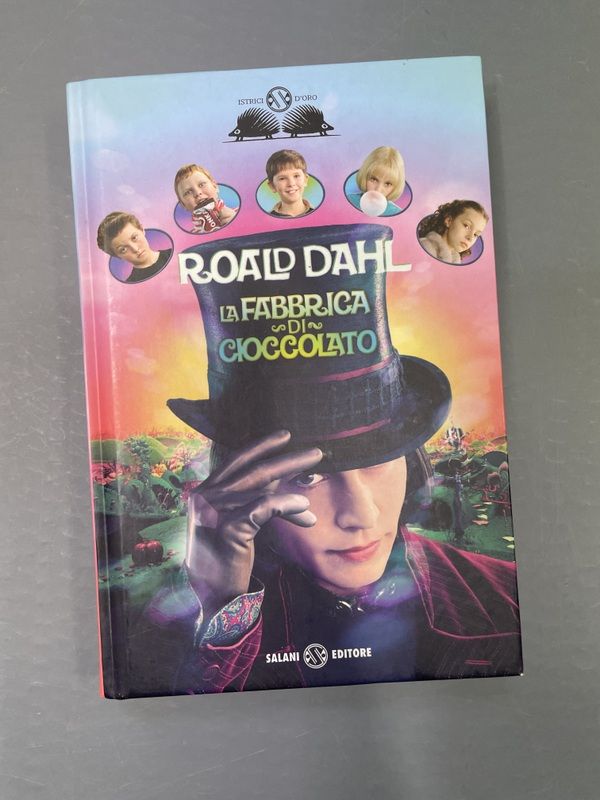 ISTRICI D'ORO
ROALD DAHL
LA FABBRICA
DI
CIOCCOLATO
SALANI EDITORE